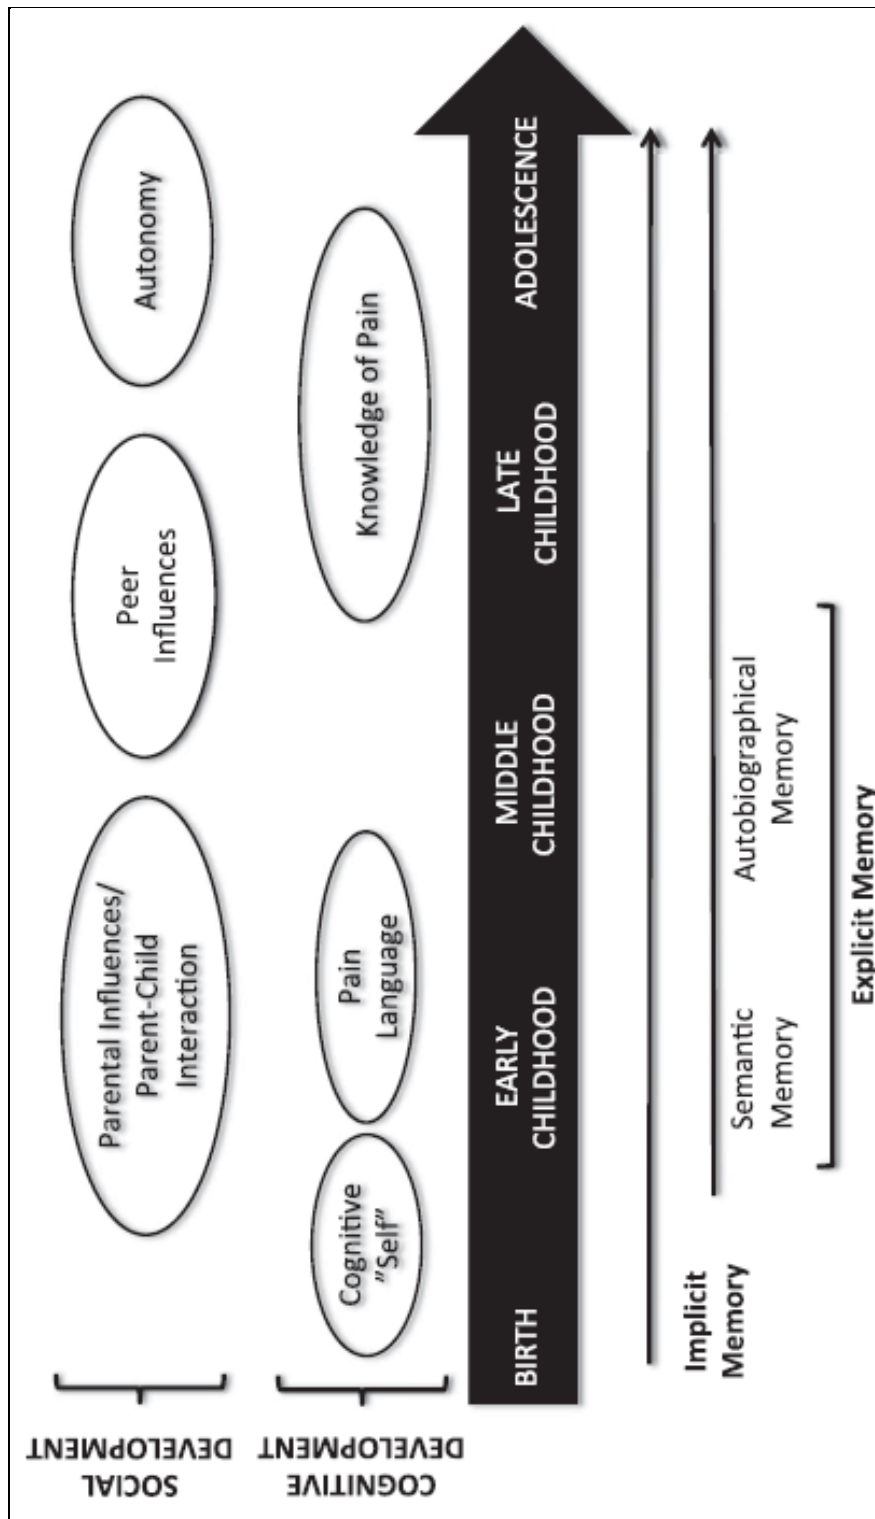 SOCIAL
DEVELOPMENT
Parental Influences/
Parent-Child
Interaction
Peer
Influences
Autonomy
COGNITIVE
DEVELOPMENT
Cognitive
"Self"
Pain
Language
Knowledge of Pain
BIRTH
EARLY
CHILDHOOD
MIDDLE
CHILDHOOD
LATE
CHILDHOOD
ADOLESCENCE
Implicit
Memory
Semantic
Memory
Autobiographical
Memory
Explicit Memory